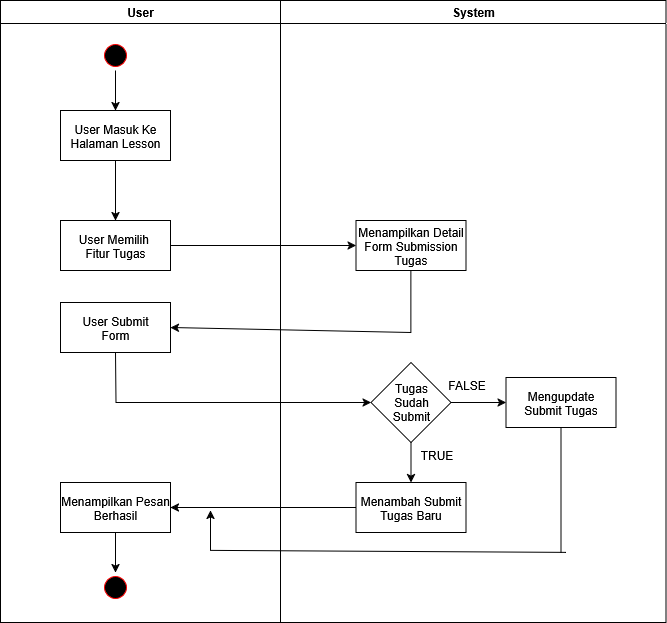 User
System
User Masuk Ke
Halaman Lesson
User Memilih
Fitur Tugas
Menampilkan Detail
Form Submission
Tugas
User Submit
Form
Tugas
Sudah
Submit
FALSE
Mengupdate
Submit Tugas
TRUE
Menambah Submit
Tugas Baru
Menampilkan Pesan
Berhasil